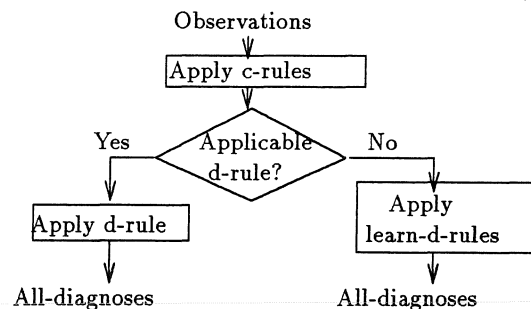 Observations
Apply c-rules
Yes
Applicable
d-rule?
No
Apply d-rule
Apply
learn-d-rules
All-diagnoses
All-diagnoses